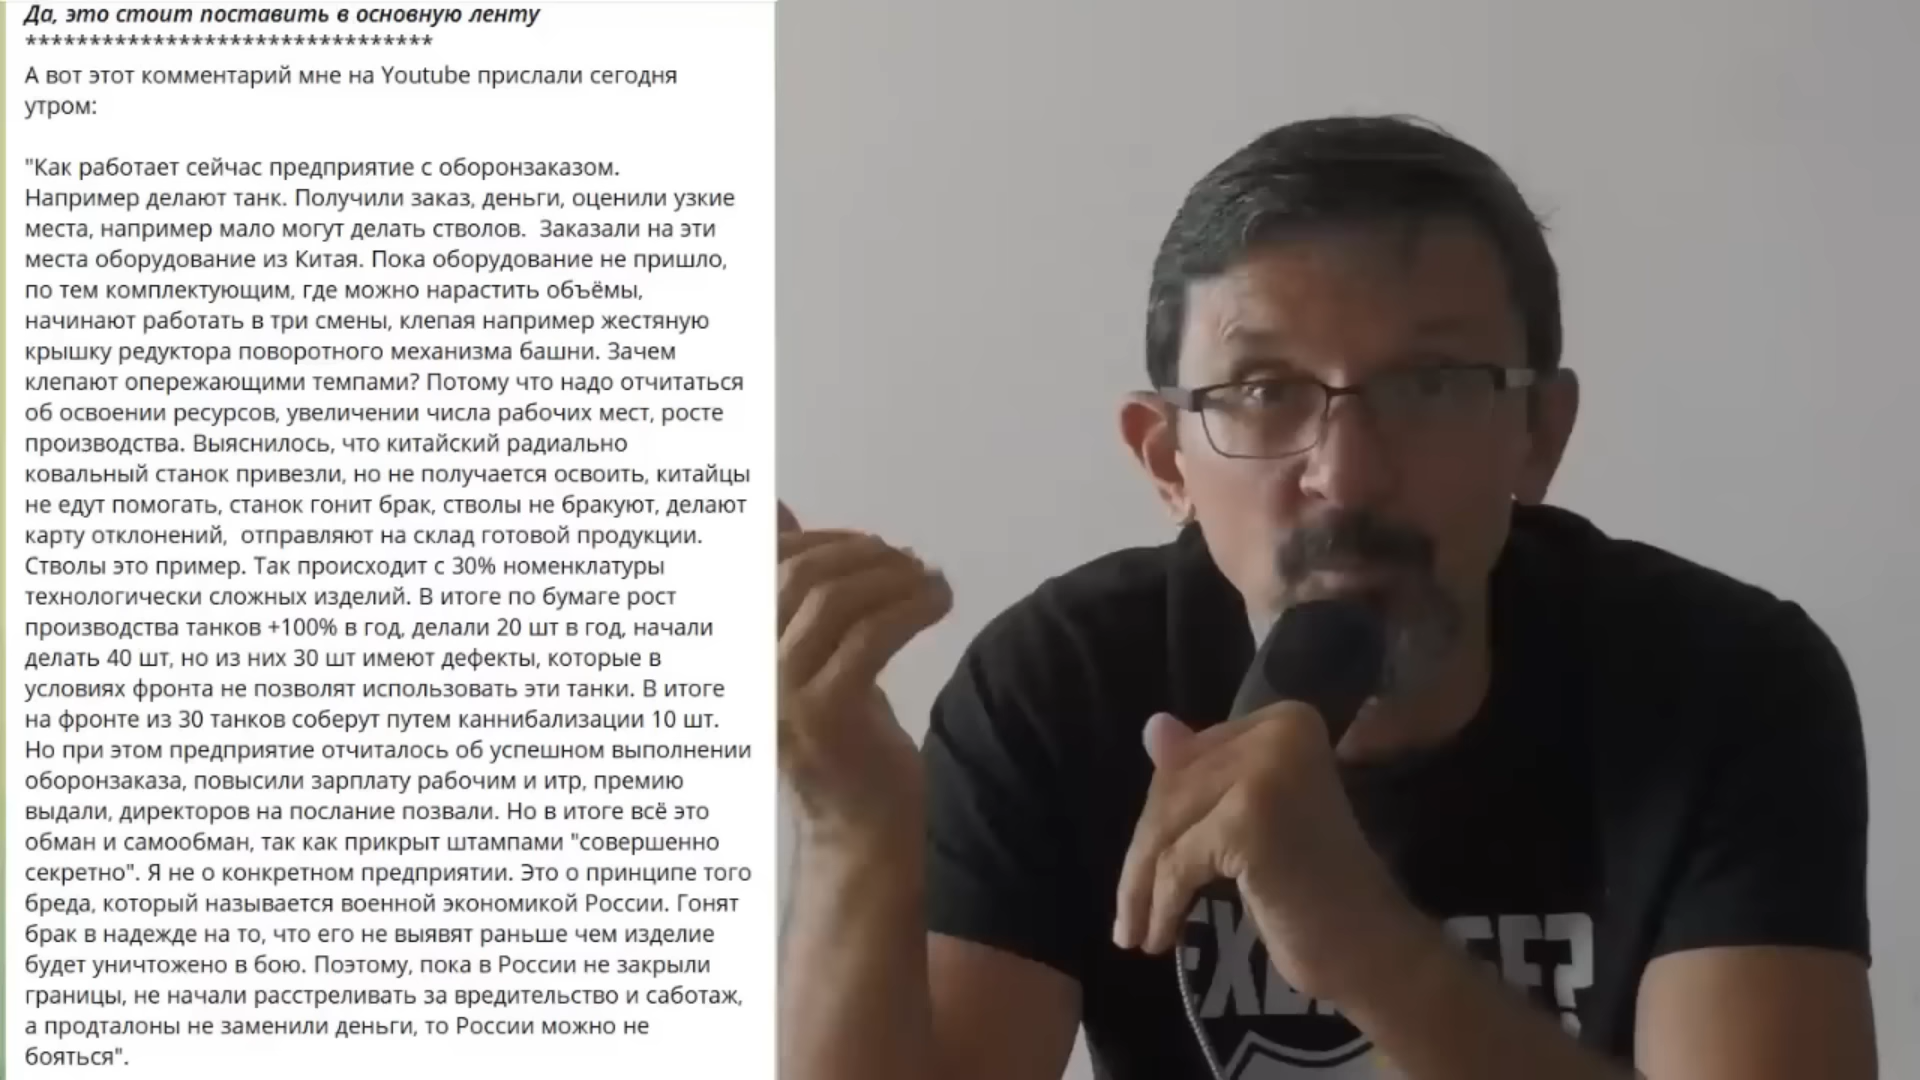 Да, это стоит поставить в основную ленту
********************************
А вот этот комментарий мне на Youtube прислали сегодня
утром:
"Как работает сейчас предприятие с оборонзаказом.
Например делают танк. Получили заказ, деньги, оценили узкие
места, например мало могут делать стволов.  Заказали на эти
места оборудование из Китая. Пока оборудование не пришло,
по тем комплектующим, где можно нарастить объёмы,
начинают работать в три смены, клепая например жестяную
крышку редуктора поворотного механизма башни. Зачем
клепают опережающими темпами? Потому что надо отчитаться
об освоении ресурсов, увеличении числа рабочих мест, росте
производства. Выяснилось, что китайский радиально
ковальный станок привезли, но не получается освоить, китайцы
не едут помогать, станок гонит брак, стволы не бракуют, делают
карту отклонений,  отправляют на склад готовой продукции.
Стволы это пример. Так происходит с 30% номенклатуры
технологически сложных изделий. В итоге по бумаге рост
производства танков +100% в год, делали 20 шт в год, начали
делать 40 шт, но из них 30 шт имеют дефекты, которые в
условиях фронта не позволят использовать эти танки. В итоге
на фронте из 30 танков соберут путем каннибализации 10 шт.
Но при этом предприятие отчиталось об успешном выполнении
оборонзаказа, повысили зарплату рабочим и итр, премию
выдали, директоров на послание позвали. Но в итоге всё это
обман и самообман, так как прикрыт штампами "совершенно
секретно". Я не о конкретном предприятии. Это о принципе того
бреда, который называется военной экономикой России. Гонят
брак в надежде на то, что его не выявят раньше чем изделие
будет уничтожено в бою. Поэтому, пока в России не закрыли
границы, не начали расстреливать за вредительство и саботаж,
а продталоны не заменили деньги, то России можно не
бояться".